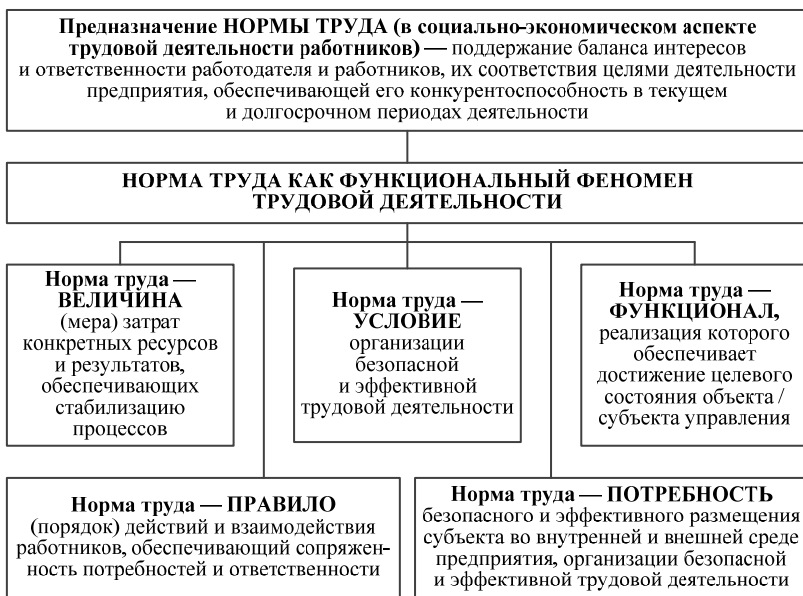 Предназначение НОРМЫ ТРУДА (в социально-экономическом аспекте
трудовой деятельности работников) — поддержание баланса интересов
и ответственности работодателя и работников, их соответствия целями деятельности
предприятия, обеспечивающей его конкурентоспособность в текущем
и долгосрочном периодах деятельности
НОРМА ТРУДА КАК ФУНКЦИОНАЛЬНЫЙ ФЕНОМЕН
ТРУДОВОЙ ДЕЯТЕЛЬНОСТИ
Норма труда —
ВЕЛИЧИНА
(мера) затрат
конкретных ресурсов
и результатов,
обеспечивающих
стабилизацию
процессов
Норма труда —
УСЛОВИЕ
организации
безопасной
и эффективной
трудовой деятельности
Норма труда —
ФУНКЦИОНАЛ,
реализация которого
обеспечивает
достижение целевого
состояния объекта /
субъекта управления
Норма труда — ПРАВИЛО
(порядок) действий и взаимодействия
работников, обеспечивающий сопряжен-
ность потребностей и ответственности
Норма труда — ПОТРЕБНОСТЬ
безопасного и эффективного размещения
субъекта во внутренней и внешней среде
предприятия, организации безопасной
и эффективной трудовой деятельности